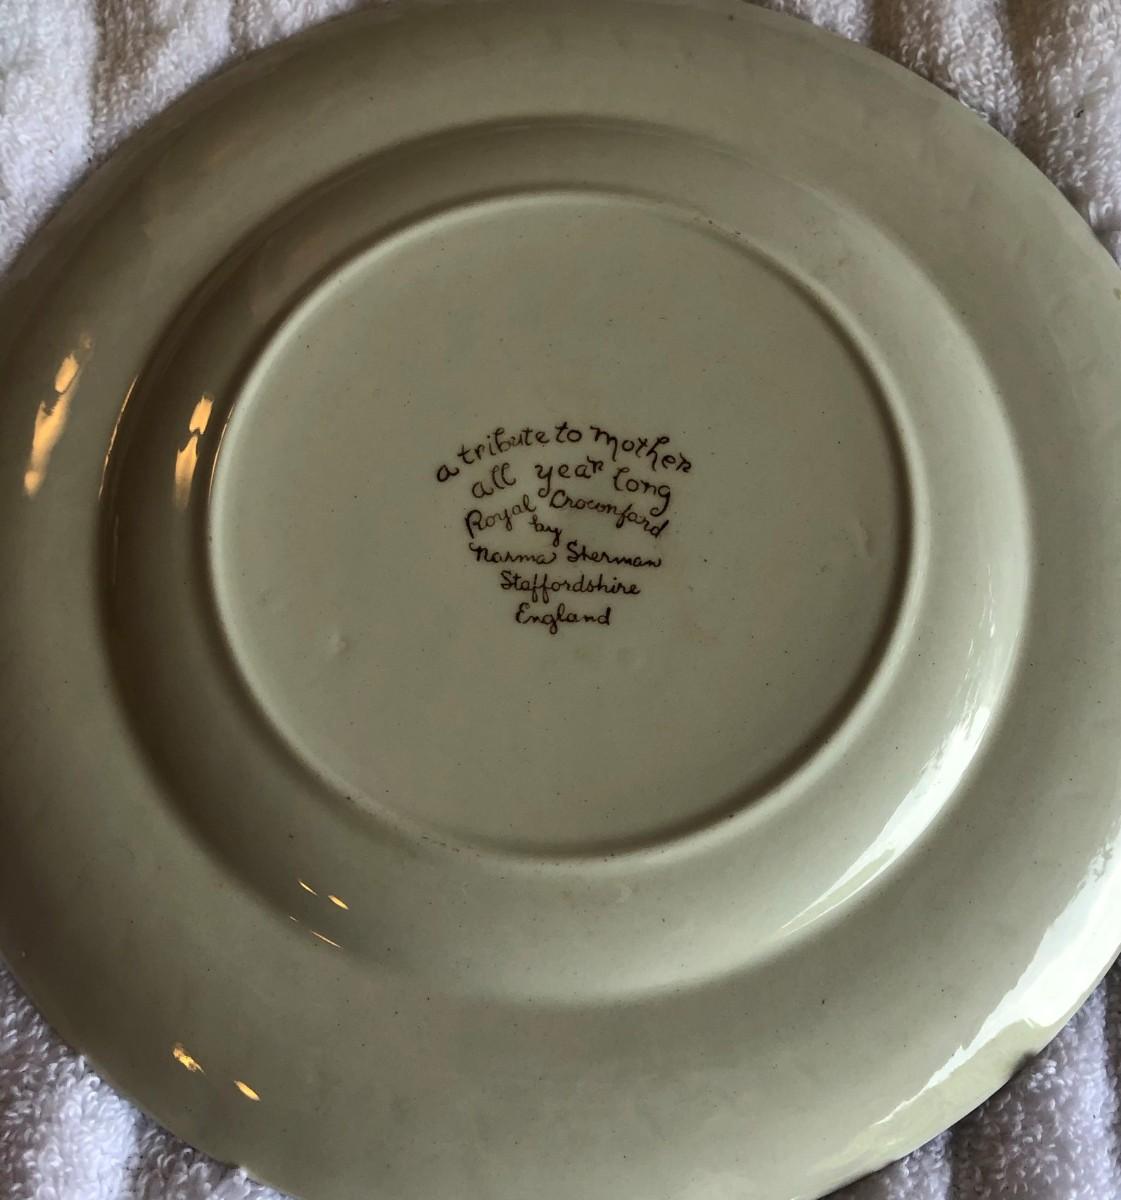 a tribute to Mother
all year long
Royal Crownford
by
Norma Sherman
Staffordshire
England